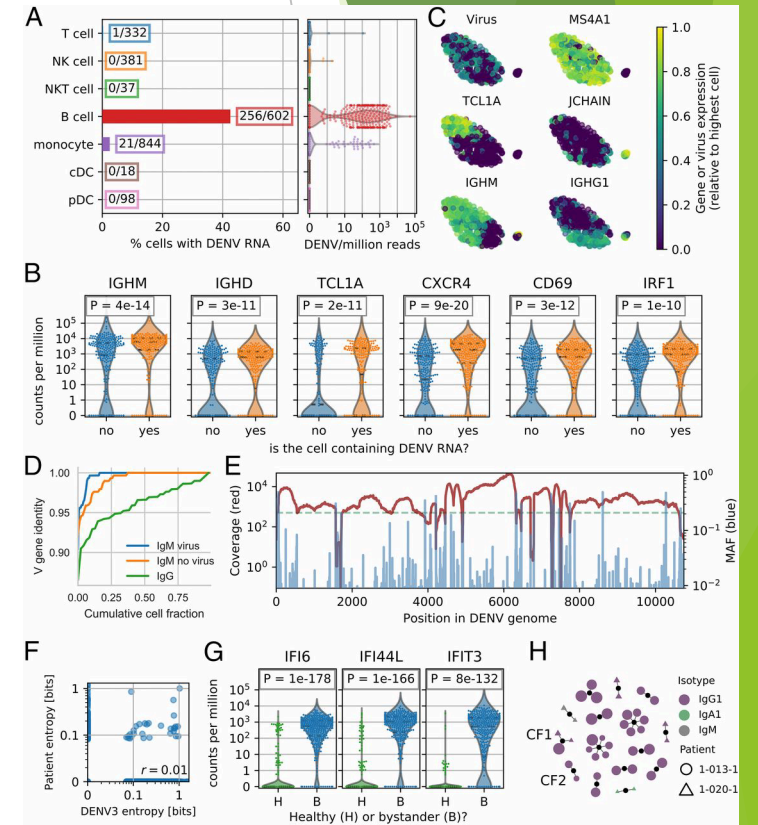 A
T cell
NK cell
NKT cell
B cell
monocyte
cDC
pDC
1/332
0/381
0/37
256/602
21/844
0/18
0/98
0 20 40 60
% cells with DENV RNA
0 10 10³ 10⁵
DENV/million reads
C
Virus MS4A1
TCL1A JCHAIN
IGHM IGHG1
1.0
0.8
0.6
0.4
0.2
0.0
Gene or virus expression
(relative to highest cell)
B
IGHM IGHD TCL1A CXCR4 CD69 IRF1
P = 4e-14 P = 3e-11 P = 2e-11 P = 9e-20 P = 3e-12 P = 1e-10
counts per million
10⁵
10⁴
10³
10²
10
1
0
no yes no yes no yes no yes no yes no yes
is the cell containing DENV RNA?
D
V gene identity
1.00
0.95
0.90
IgM virus
IgM no virus
IgG
0.00 0.25 0.50 0.75
Cumulative cell fraction
E
Coverage (red)
10⁴
10²
10⁰
10⁰
10⁻¹
10⁻²
MAF (blue)
0 2000 4000 6000 8000 10000
Position in DENV genome
F
Patient entropy [bits]
1
0.1
0
r = 0.01
0 0.1 1
DENV3 entropy [bits]
G
IFI6 IFI44L IFIT3
P = 1e-178 P = 1e-166 P = 8e-132
counts per million
10⁵
10⁴
10³
10²
10
1
0
H B H B H B
Healthy (H) or bystander (B)?
H
CF1
CF2
Isotype
IgG1
IgA1
IgM
Patient
1-013-1
1-020-1